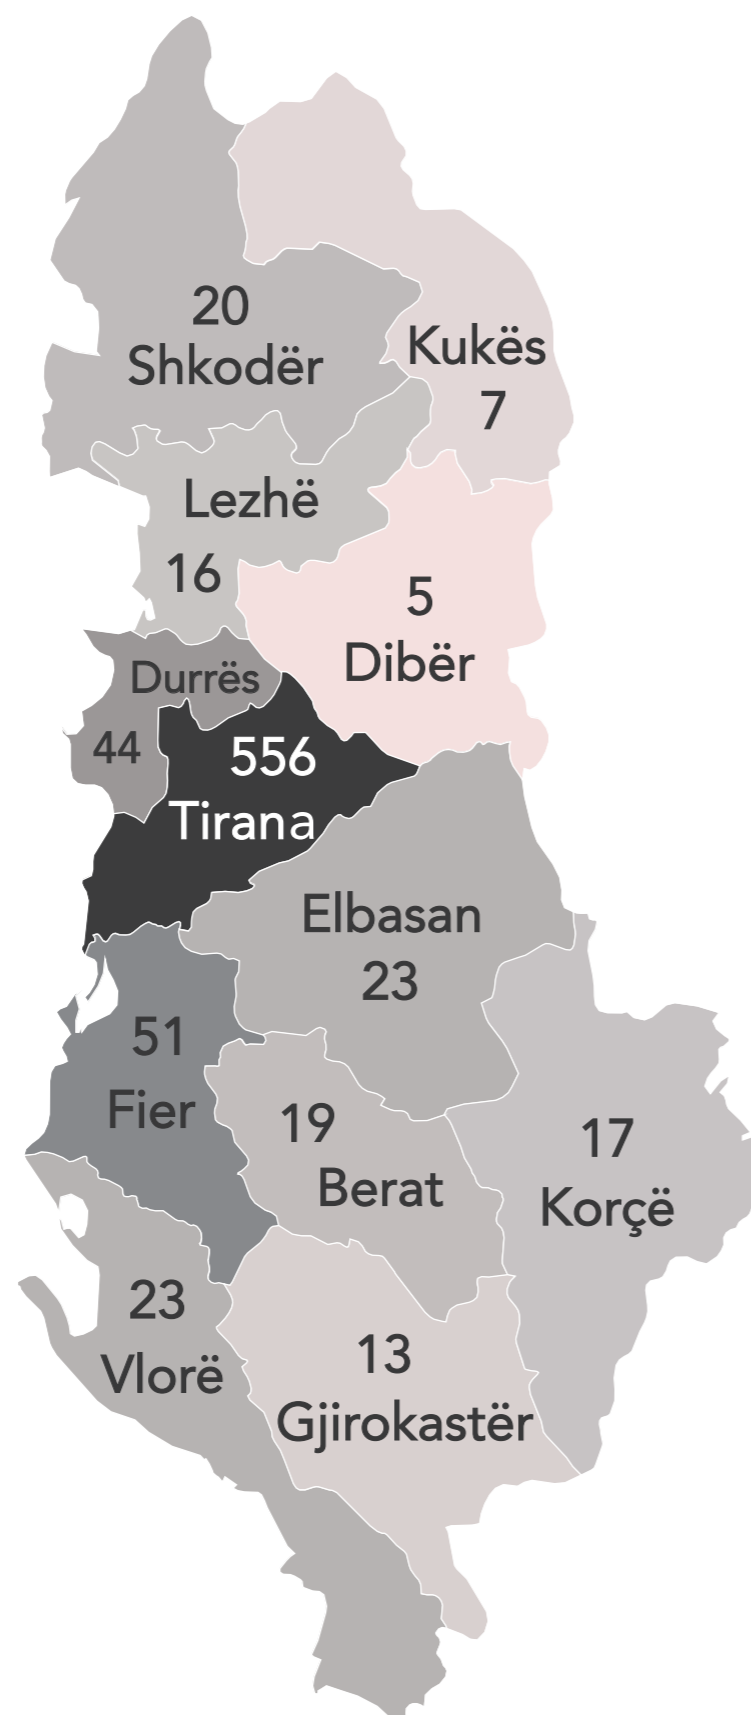 20
Shkodër
Kukës
7
Lezhë
16
5
Dibër
Durrës
44
556
Tirana
Elbasan
23
51
Fier
19
Berat
17
Korçë
23
Vlorë
13
Gjirokastër